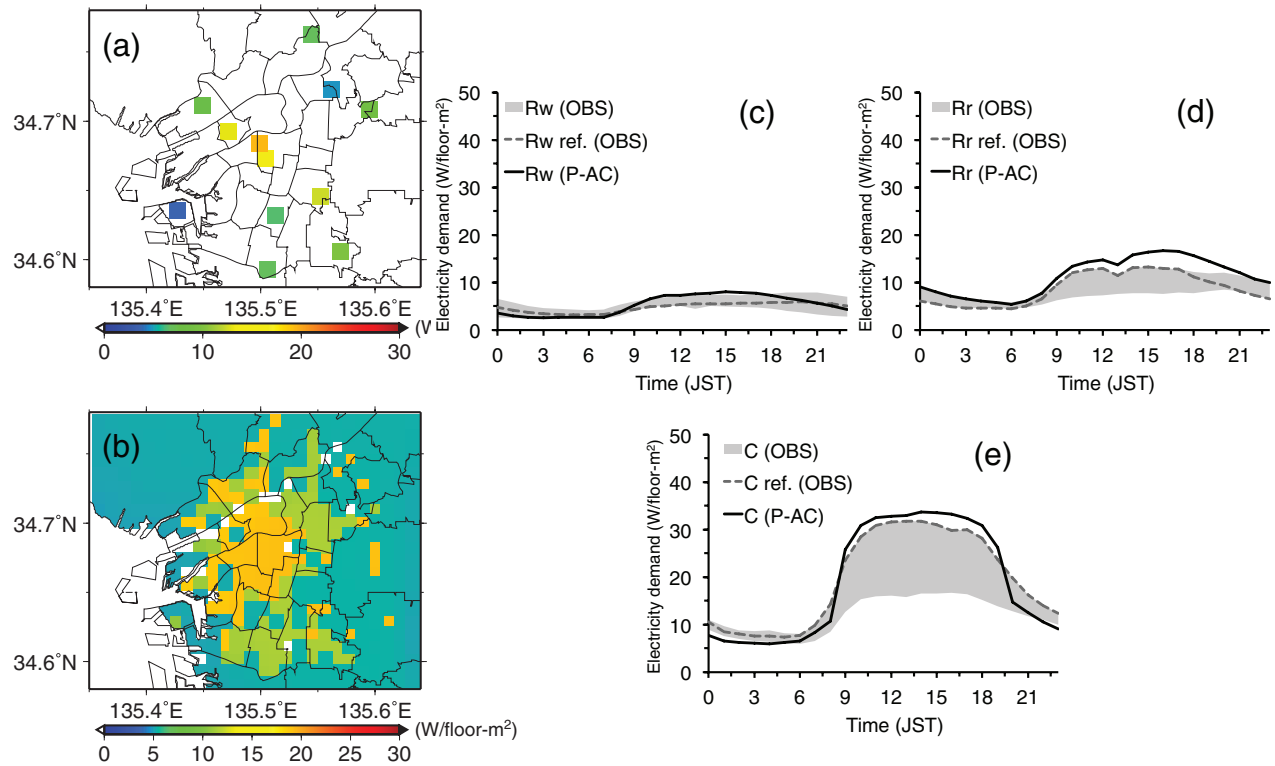 (a)
34.7°N
34.6°N
135.4°E 135.5°E 135.6°E
0 10 20 30
(b)
34.7°N
34.6°N
135.4°E 135.5°E 135.6°E
(W/floor-m²)
0 5 10 15 20 25 30
(c)
Electricity demand (W/floor-m²)
50
40
30
20
10
0
Rw (OBS)
Rw ref. (OBS)
Rw (P-AC)
0 3 6 9 12 15 18 21
Time (JST)
(d)
Electricity demand (W/floor-m²)
50
40
30
20
10
0
Rr (OBS)
Rr ref. (OBS)
Rr (P-AC)
0 3 6 9 12 15 18 21
Time (JST)
(e)
Electricity demand (W/floor-m²)
50
40
30
20
10
0
C (OBS)
C ref. (OBS)
C (P-AC)
0 3 6 9 12 15 18 21
Time (JST)